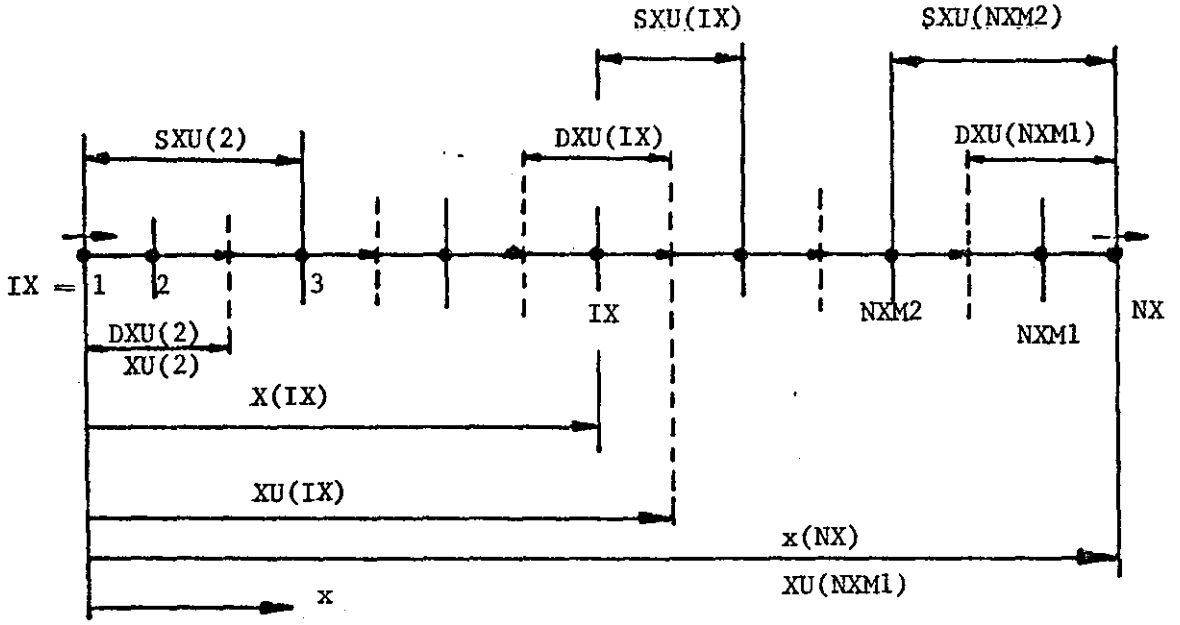 SXU(IX)
SXU(NXM2)
SXU(2)
DXU(IX)
DXU(NXM1)
IX = 1
2
3
IX
NXM2
NXM1
NX
DXU(2)
XU(2)
X(IX)
XU(IX)
x(NX)
XU(NXM1)
x